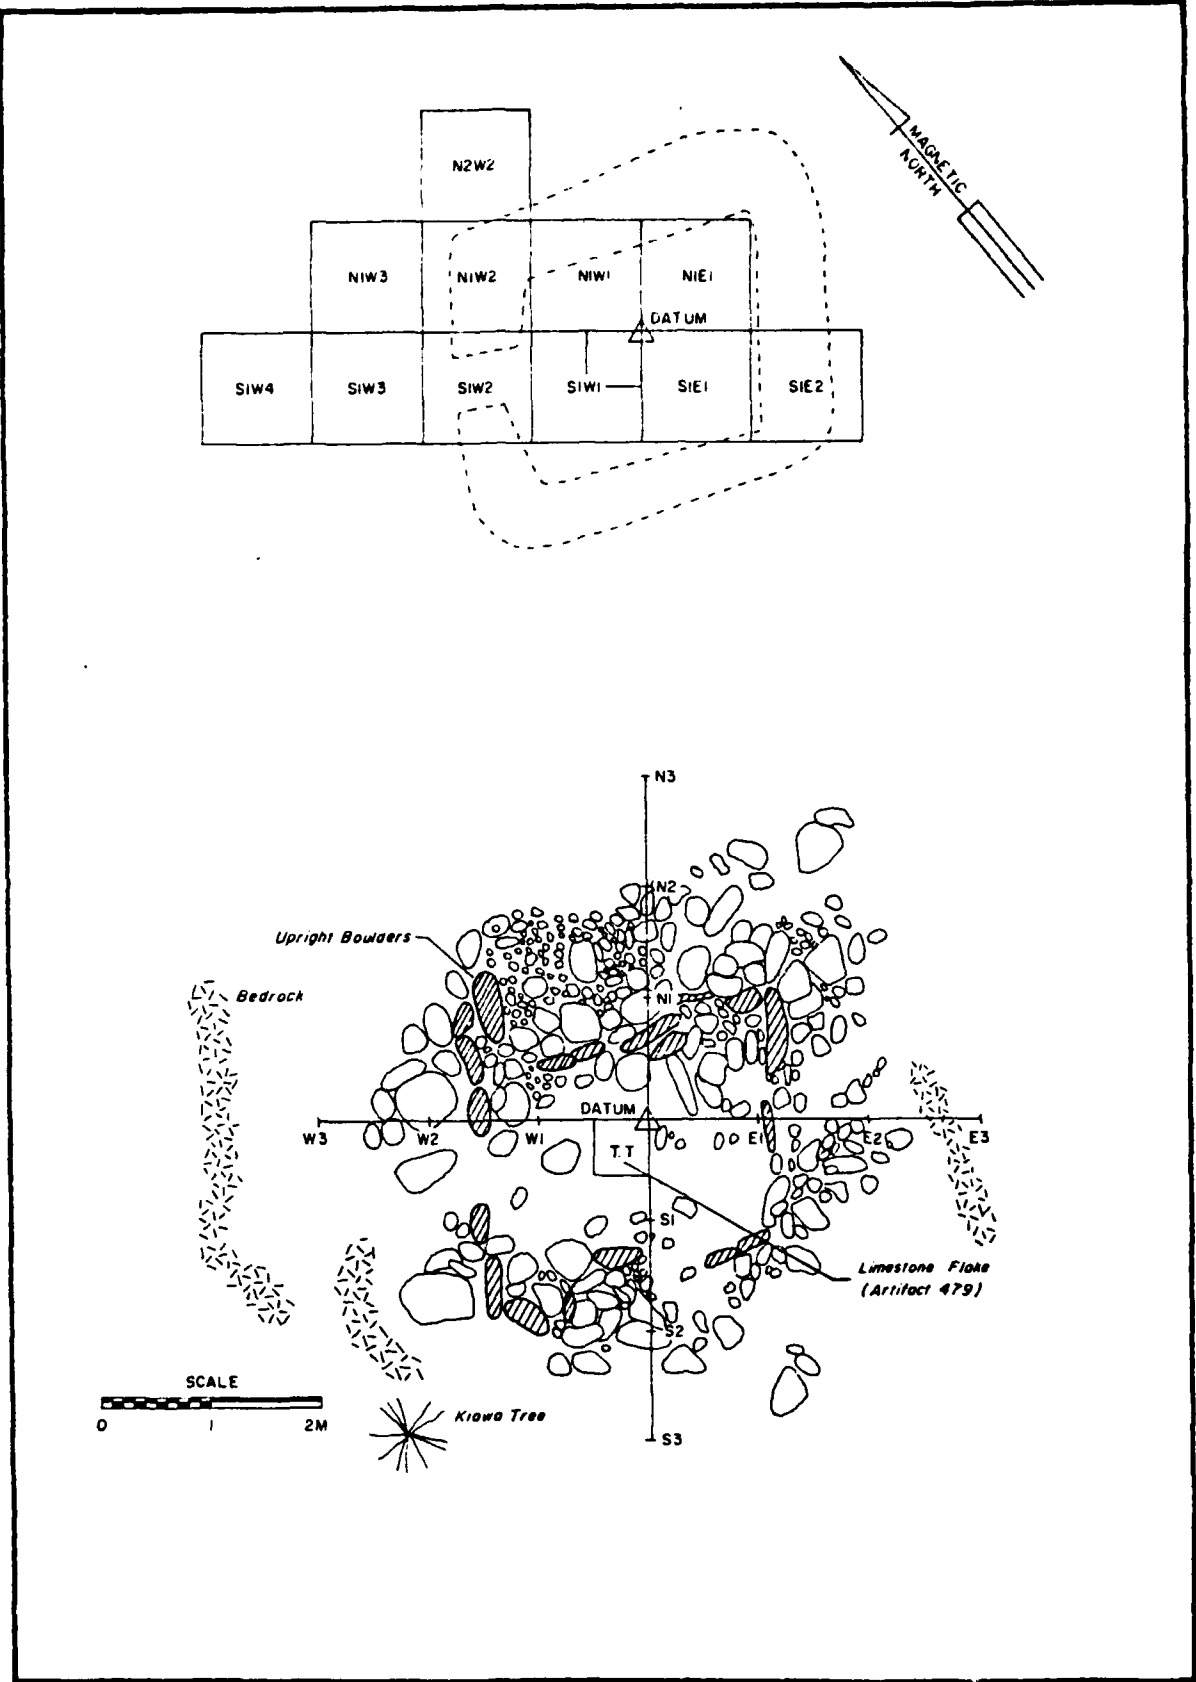 MAGNETIC
NORTH
N2W2
N1W3
N1W2
N1W1
N1E1
DATUM
S1W4
S1W3
S1W2
S1W1
S1E1
S1E2
N3
N2
Upright Boulders
Bedrock
N1
DATUM
W3
W2
W1
E1
E2
E3
T.T
S1
Limestone Flake
(Artifact 479)
S2
SCALE
0 1 2M
Kiawa Tree
S3